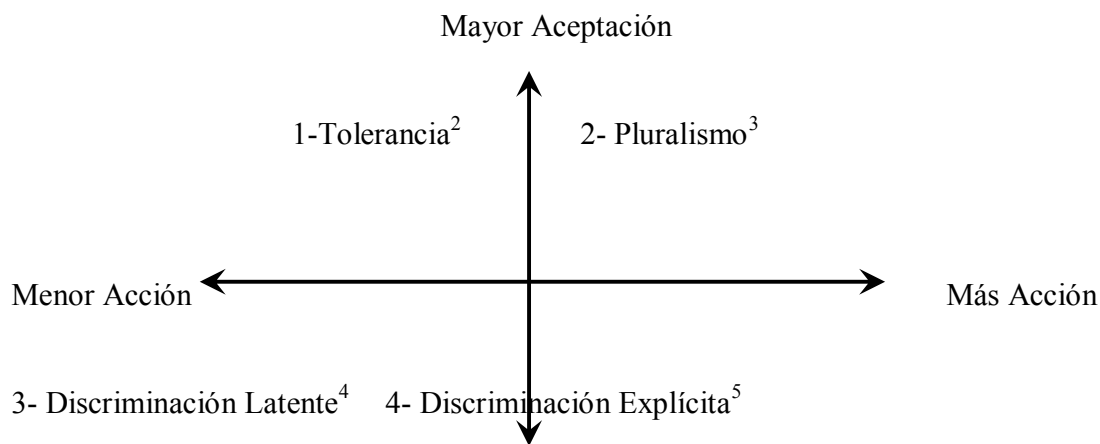 Mayor Aceptación
1-Tolerancia² 2- Pluralismo³
Menor Acción Más Acción
3- Discriminación Latente⁴ 4- Discriminación Explícita⁵